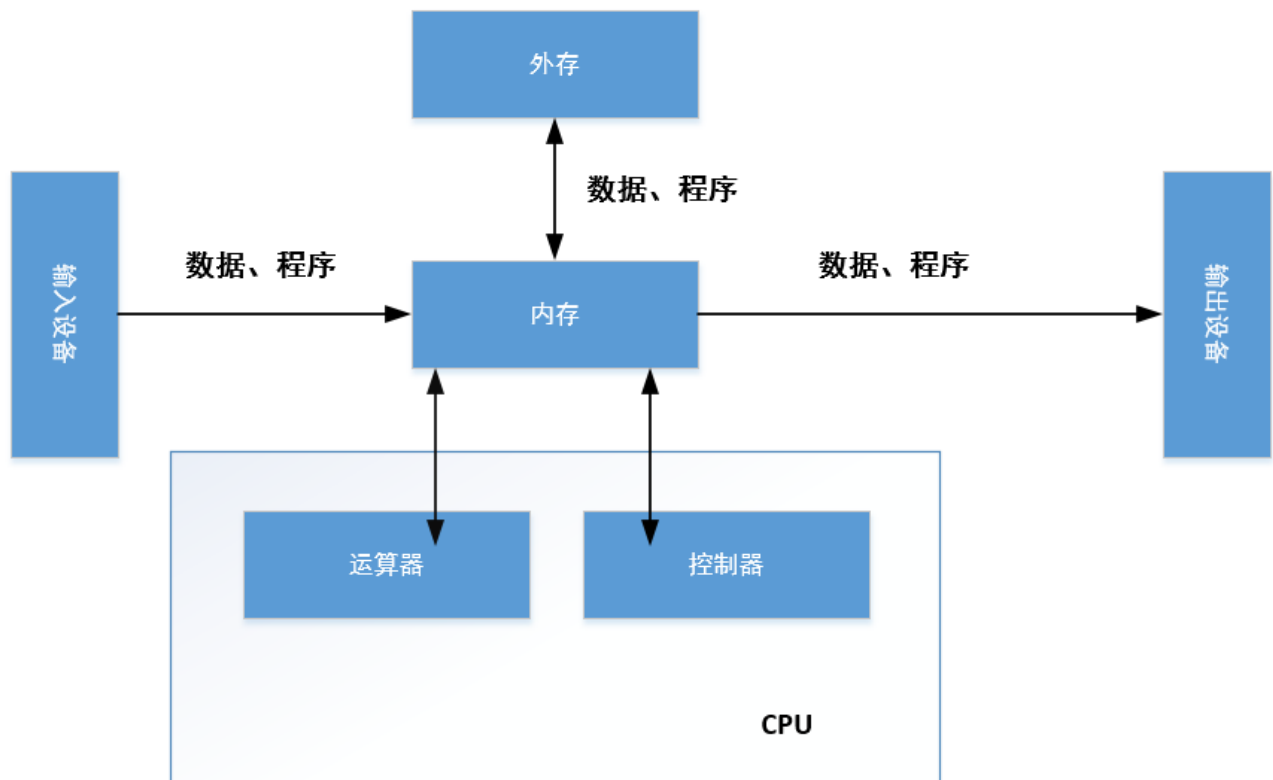 外存
数据、程序
数据、程序
数据、程序
输入设备
内存
输出设备
运算器
控制器
CPU